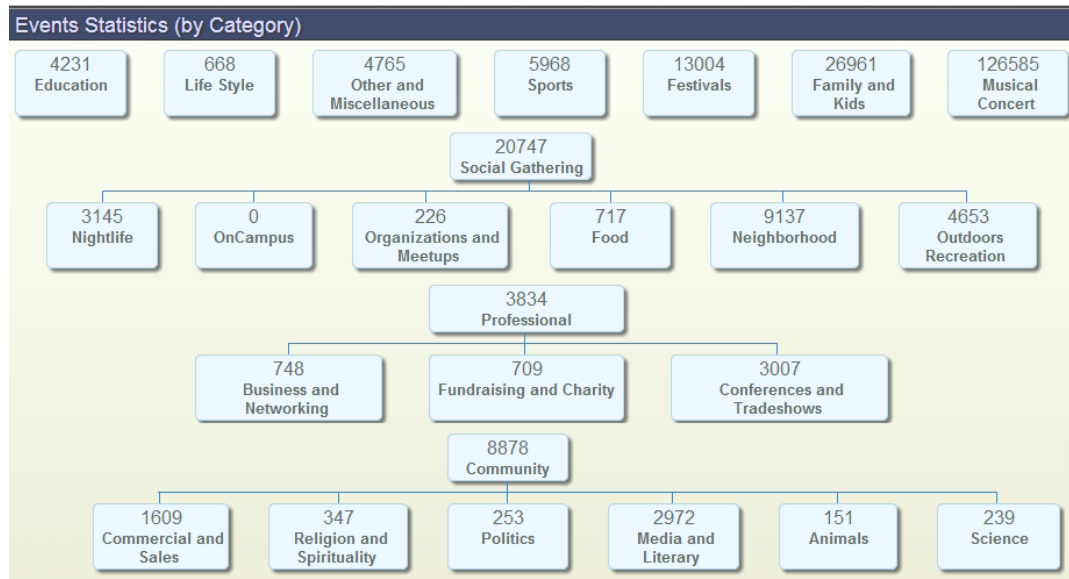 Events Statistics (by Category)
4231
Education
668
Life Style
4765
Other and
Miscellaneous
5968
Sports
13004
Festivals
26961
Family and
Kids
126585
Musical
Concert
20747
Social Gathering
3145
Nightlife
0
OnCampus
226
Organizations and
Meetups
717
Food
9137
Neighborhood
4653
Outdoors
Recreation
3834
Professional
748
Business and
Networking
709
Fundraising and Charity
3007
Conferences and
Tradeshows
8878
Community
1609
Commercial and
Sales
347
Religion and
Spirituality
253
Politics
2972
Media and
Literary
151
Animals
239
Science